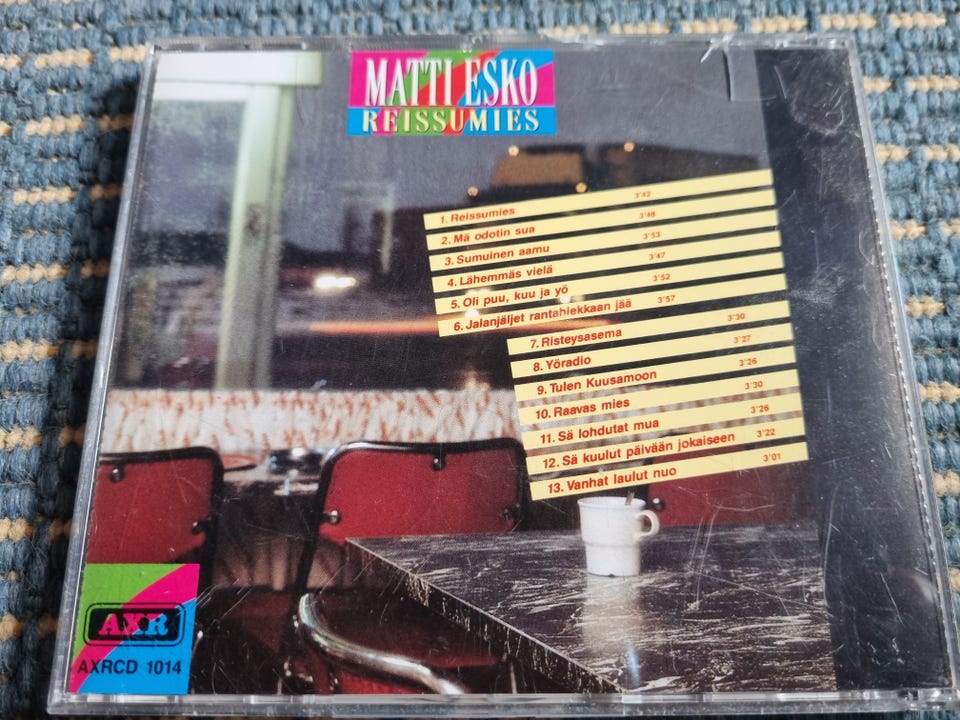 MATTI ESKO
REISSUMIES
1. Reissumies 3'42
2. Mä odotin sua 3'48
3. Sumuinen aamu 3'53
4. Lähemmäs vielä 3'47
5. Oli puu, kuu ja yö 3'52
6. Jalanjäljet rantahiekkaan jää 3'57
7. Risteysasema 3'30
8. Yöradio 3'27
9. Tulen Kuusamoon 3'26
10. Raavas mies 3'30
11. Sä lohdutat mua 3'26
12. Sä kuulut päivään jokaiseen 3'22
13. Vanhat laulut nuo 3'01
AXR
AXRCD 1014